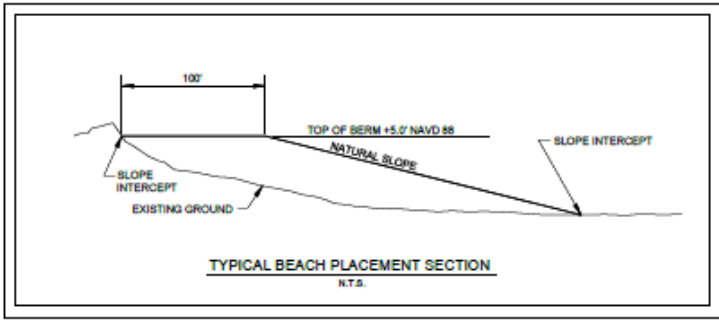 100'
TOP OF BERM +5.0' NAVD 88
NATURAL SLOPE
SLOPE INTERCEPT
SLOPE
INTERCEPT
EXISTING GROUND
TYPICAL BEACH PLACEMENT SECTION
N.T.S.